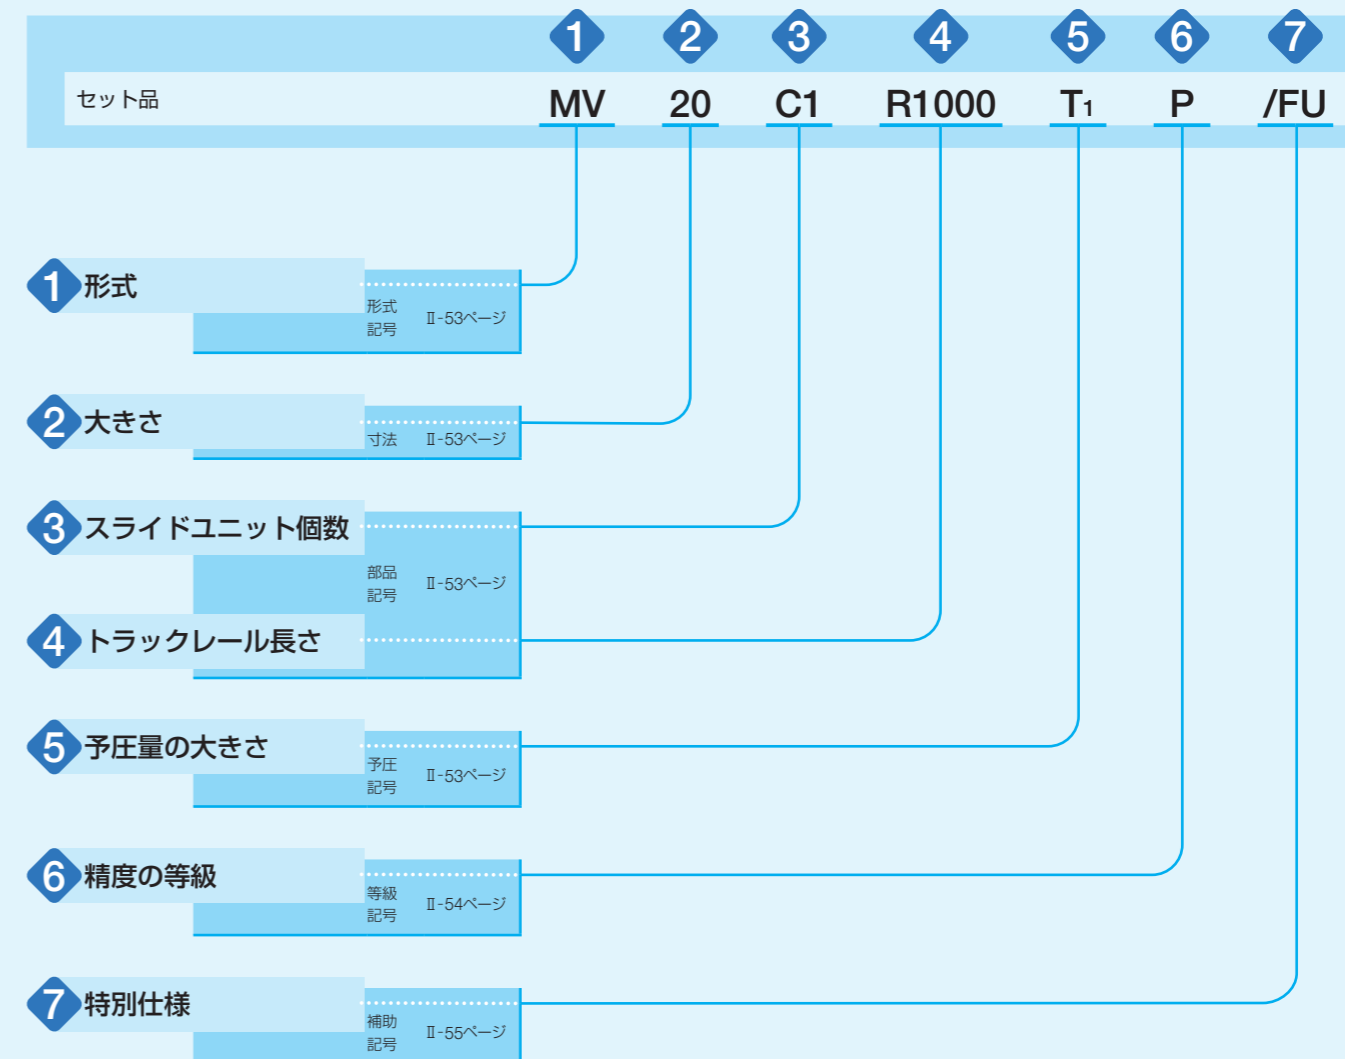 1 2 3 4 5 6 7
セット品 MV 20 C1 R1000 T1 P /FU
1 形式
形式
記号 Ⅱ-53ページ
2 大きさ
寸法 Ⅱ-53ページ
3 スライドユニット個数
部品
記号 Ⅱ-53ページ
4 トラックレール長さ
5 予圧量の大きさ
予圧
記号 Ⅱ-53ページ
6 精度の等級
等級
記号 Ⅱ-54ページ
7 特別仕様
補助
記号 Ⅱ-55ページ